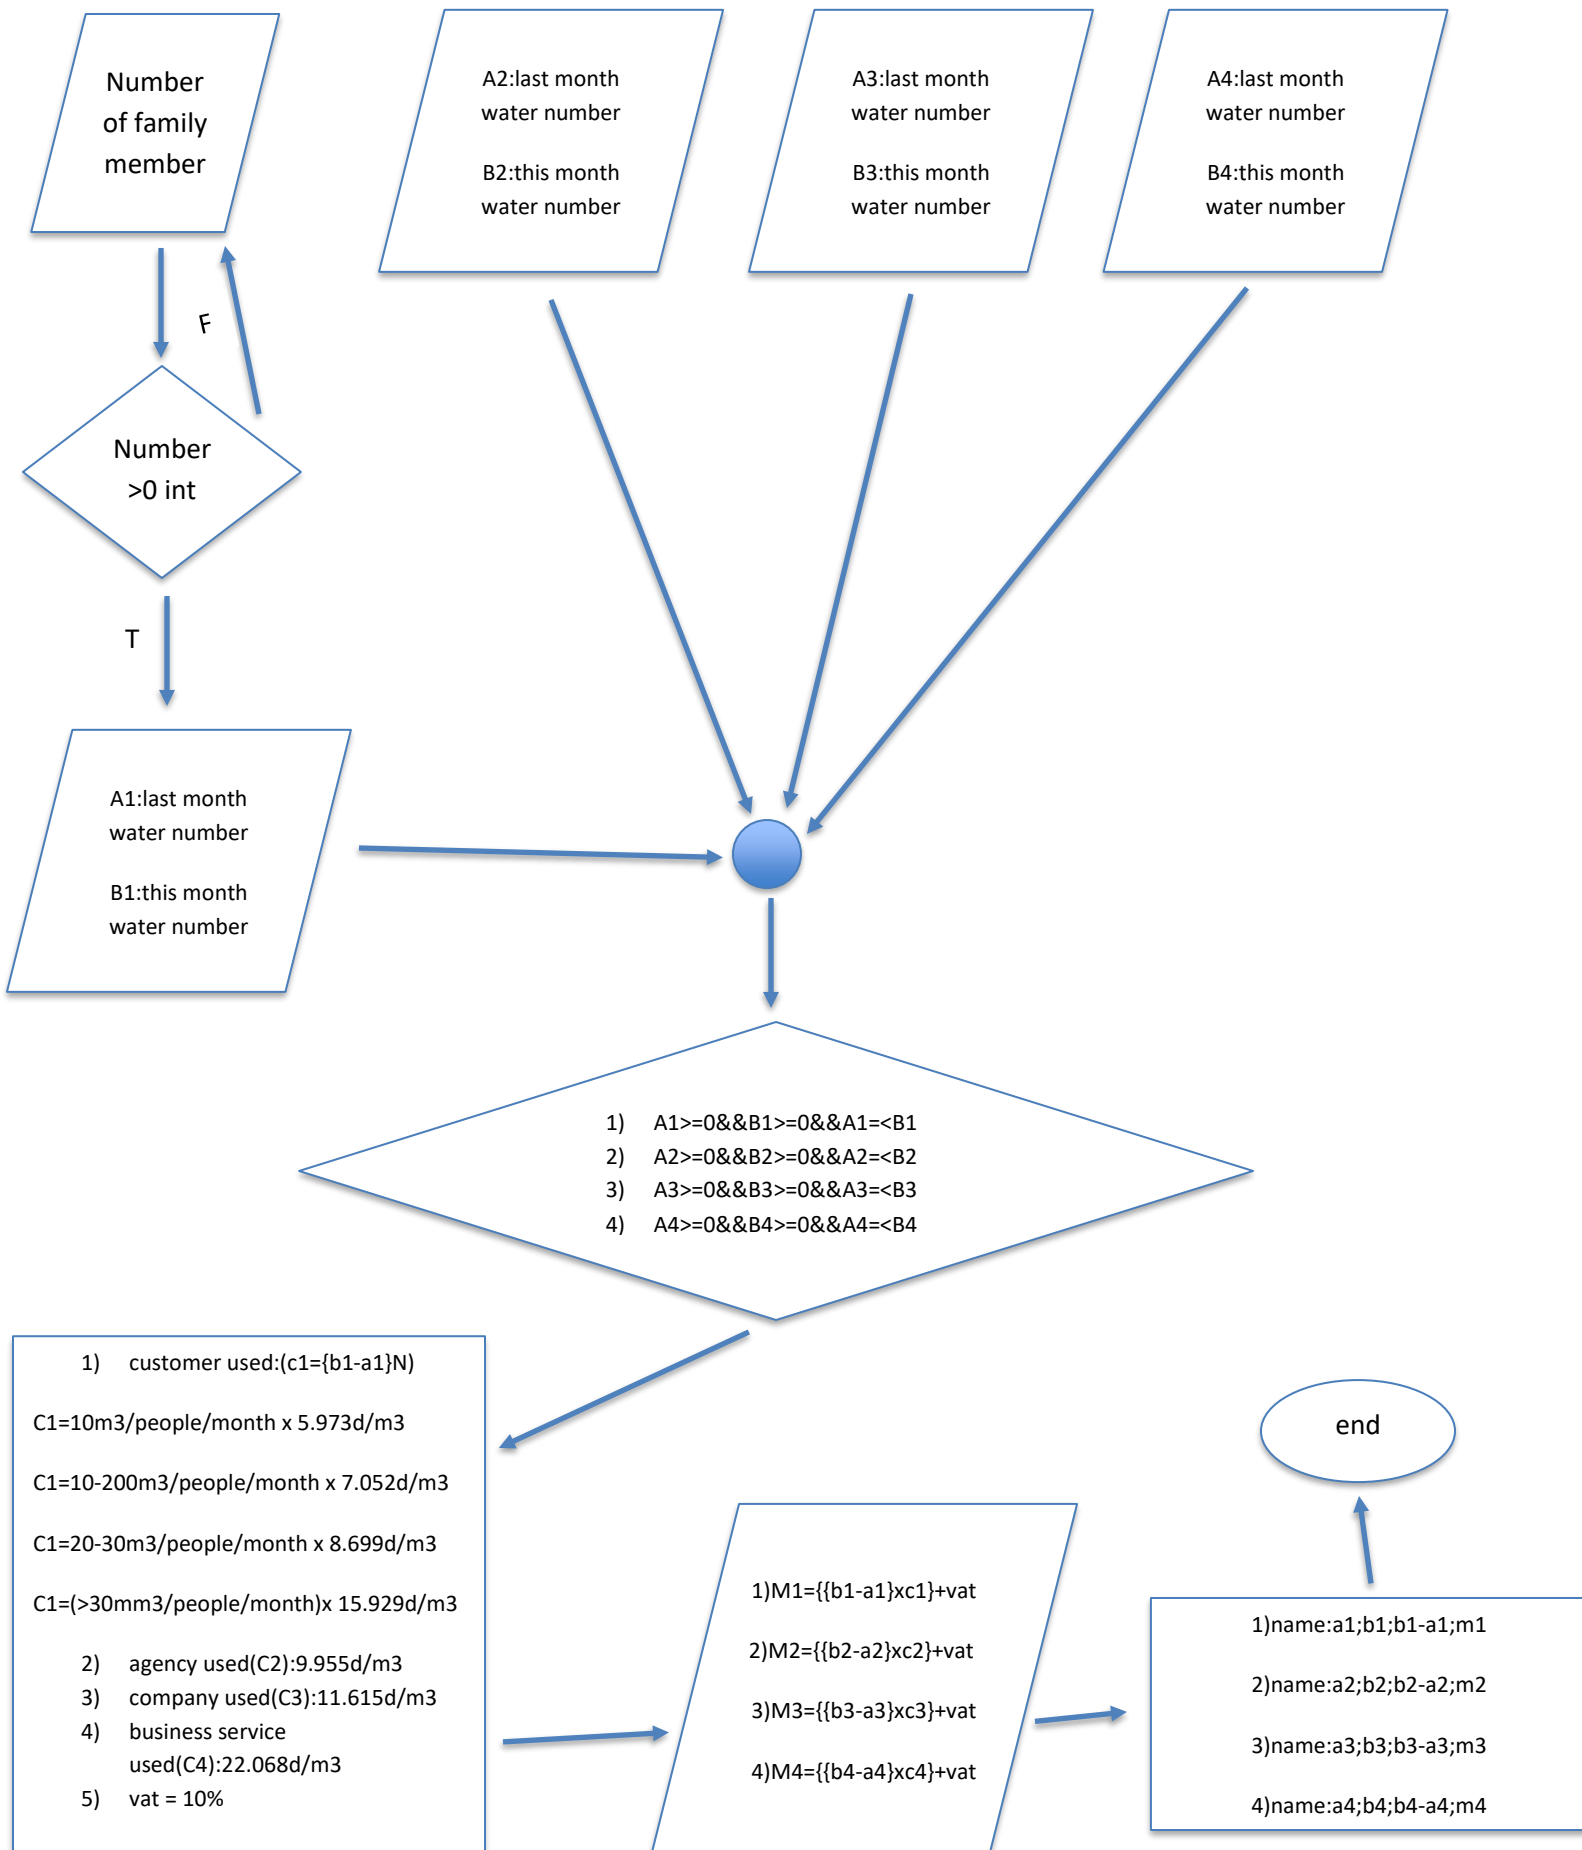 Number
of family
member
A2:last month
water number
B2:this month
water number
A3:last month
water number
B3:this month
water number
A4:last month
water number
B4:this month
water number
F
Number
>0 int
T
A1:last month
water number
B1:this month
water number
1) A1>=0&&B1>=0&&A1=<B1
2) A2>=0&&B2>=0&&A2=<B2
3) A3>=0&&B3>=0&&A3=<B3
4) A4>=0&&B4>=0&&A4=<B4
1) customer used:(c1={b1-a1}N)
C1=10m3/people/month x 5.973d/m3
C1=10-200m3/people/month x 7.052d/m3
C1=20-30m3/people/month x 8.699d/m3
C1=(>30mm3/people/month)x 15.929d/m3
2) agency used(C2):9.955d/m3
3) company used(C3):11.615d/m3
4) business service
used(C4):22.068d/m3
5) vat = 10%
1)M1={{b1-a1}xc1}+vat
2)M2={{b2-a2}xc2}+vat
3)M3={{b3-a3}xc3}+vat
4)M4={{b4-a4}xc4}+vat
end
1)name:a1;b1;b1-a1;m1
2)name:a2;b2;b2-a2;m2
3)name:a3;b3;b3-a3;m3
4)name:a4;b4;b4-a4;m4